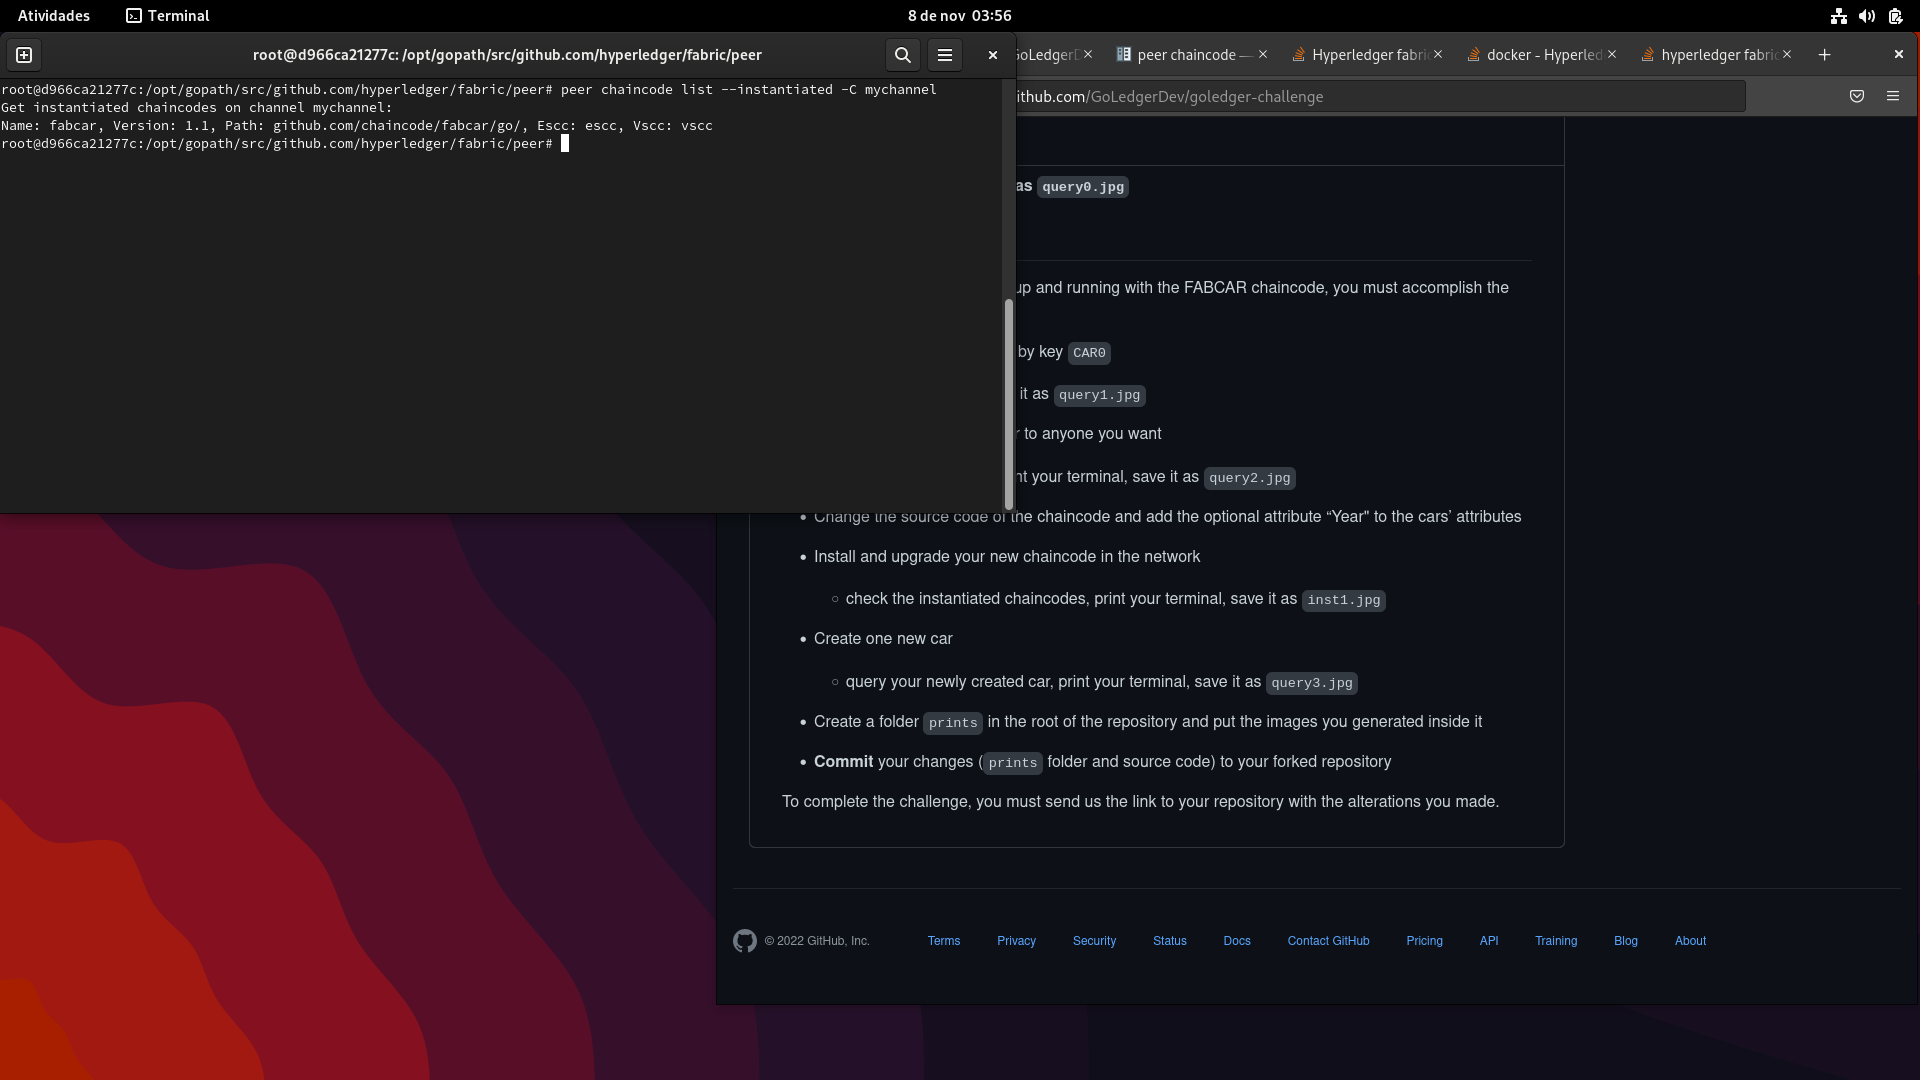 Atividades
Terminal
8 de nov 03:56
root@d966ca21277c: /opt/gopath/src/github.com/hyperledger/fabric/peer
root@d966ca21277c:/opt/gopath/src/github.com/hyperledger/fabric/peer# peer chaincode list --instantiated -C mychannel
Get instantiated chaincodes on channel mychannel:
Name: fabcar, Version: 1.1, Path: github.com/chaincode/fabcar/go/, Escc: escc, Vscc: vscc
root@d966ca21277c:/opt/gopath/src/github.com/hyperledger/fabric/peer#
GoLedgerD
peer chaincode —
Hyperledger fabri
docker - Hyperled
hyperledger fabric
ithub.com/GoLedgerDev/goledger-challenge
as query0.jpg
up and running with the FABCAR chaincode, you must accomplish the
by key CAR0
it as query1.jpg
r to anyone you want
nt your terminal, save it as query2.jpg
• Change the source code of the chaincode and add the optional attribute “Year" to the cars’ attributes
• Install and upgrade your new chaincode in the network
◦ check the instantiated chaincodes, print your terminal, save it as inst1.jpg
• Create one new car
◦ query your newly created car, print your terminal, save it as query3.jpg
• Create a folder prints in the root of the repository and put the images you generated inside it
• Commit your changes (prints folder and source code) to your forked repository
To complete the challenge, you must send us the link to your repository with the alterations you made.
© 2022 GitHub, Inc. Terms Privacy Security Status Docs Contact GitHub Pricing API Training Blog About